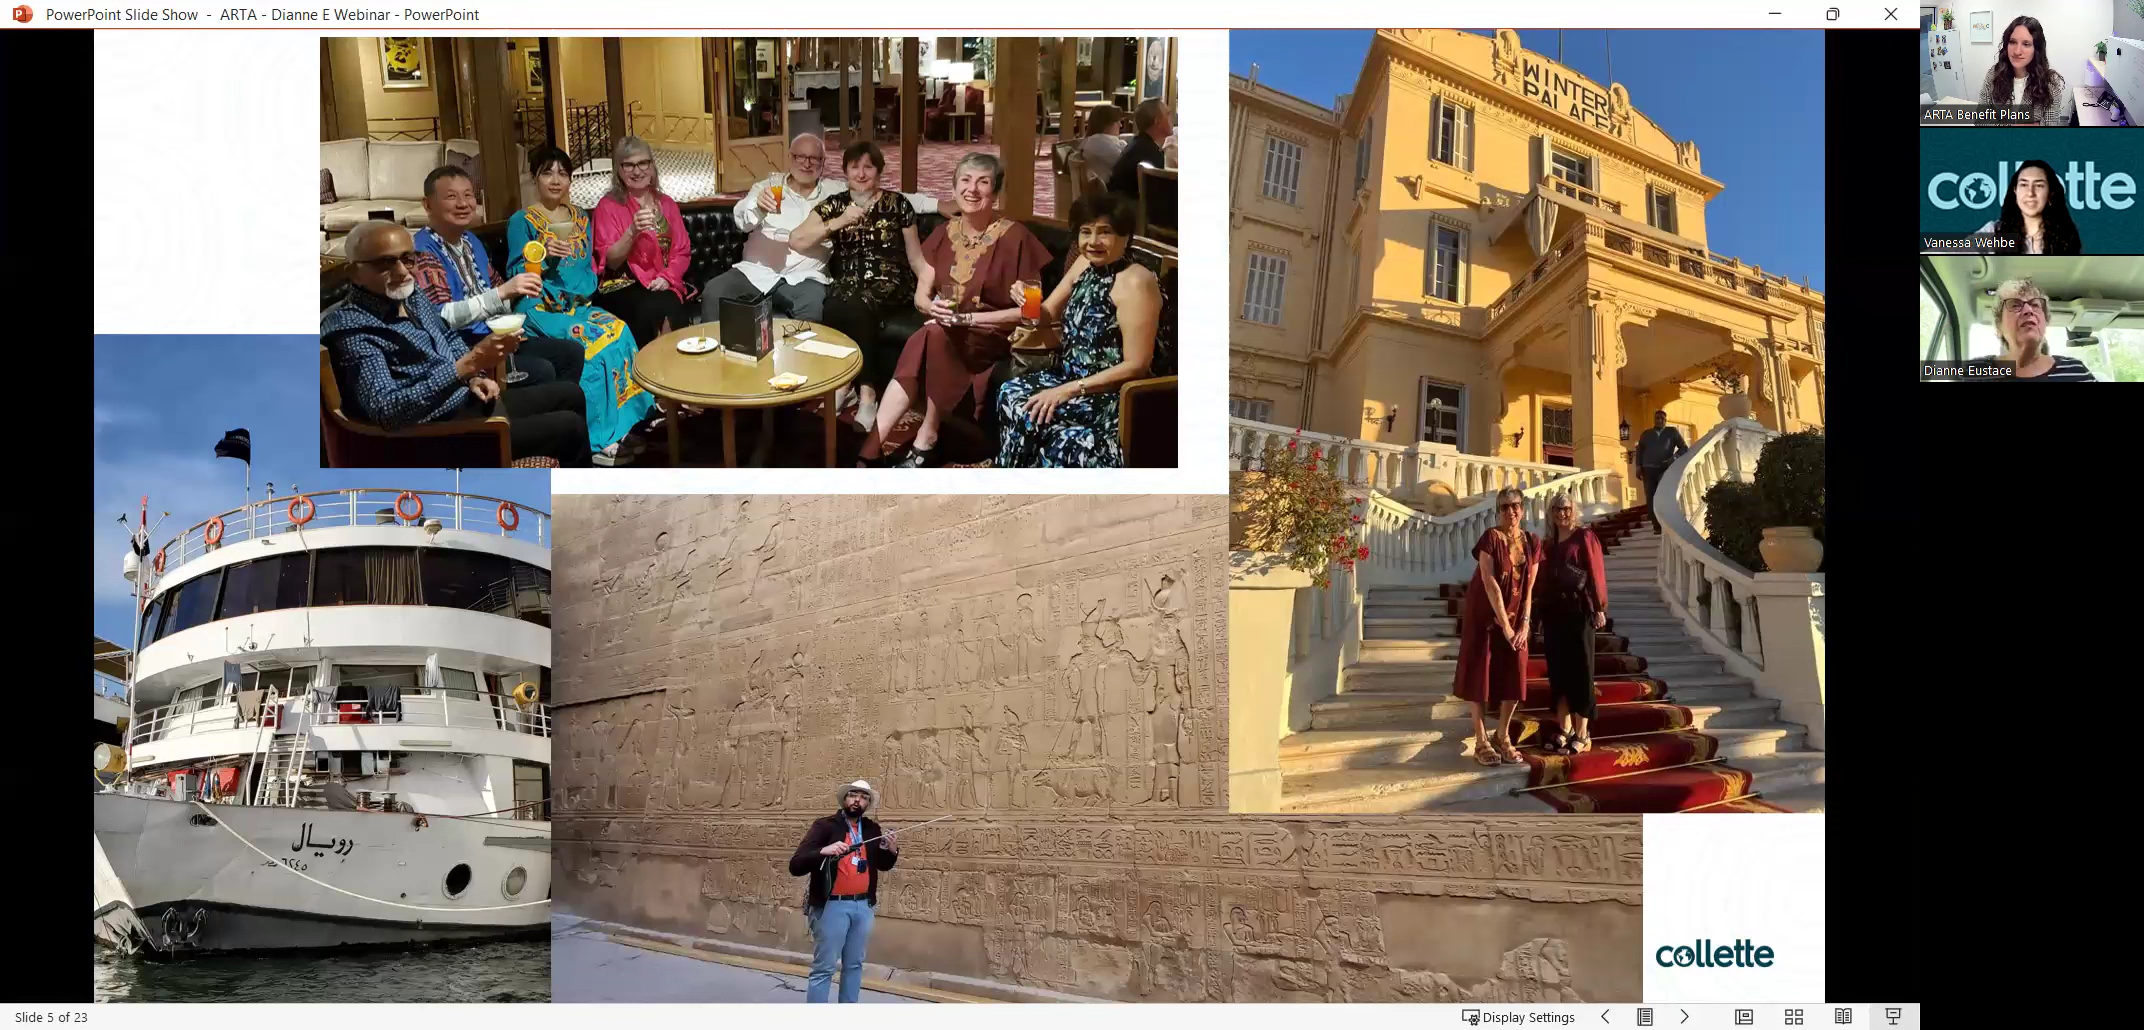 PowerPoint Slide Show - ARTA - Dianne E Webinar - PowerPoint
WINTER
PALACE
ARTA Benefit Plans
collette
Vanessa Wehbe
Dianne Eustace
رويال
collette
Slide 5 of 23
Display Settings